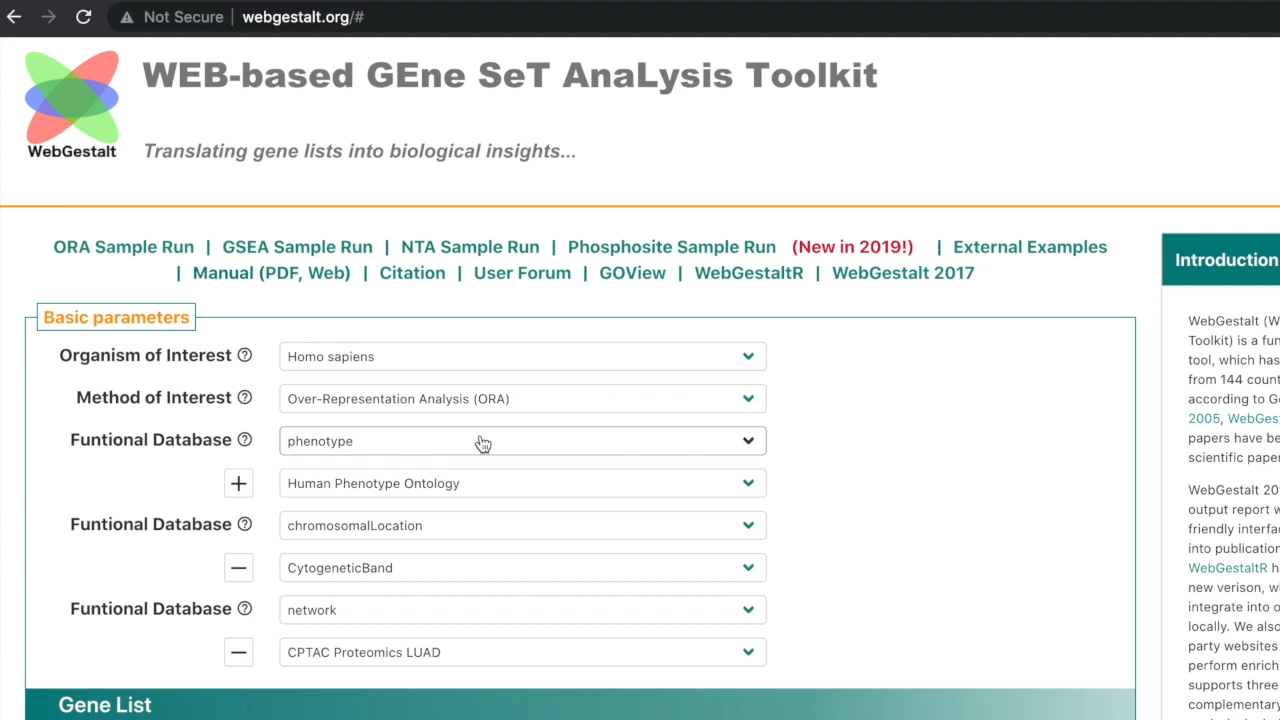 Not Secure | webgestalt.org/#
WEB-based GEne SeT AnaLysis Toolkit
WebGestalt
Translating gene lists into biological insights...
ORA Sample Run | GSEA Sample Run | NTA Sample Run | Phosphosite Sample Run (New in 2019!) | External Examples
| Manual (PDF, Web) | Citation | User Forum | GOView | WebGestaltR | WebGestalt 2017
Basic parameters
Organism of Interest ? Homo sapiens
Method of Interest ? Over-Representation Analysis (ORA)
Funtional Database ? phenotype
+ Human Phenotype Ontology
Funtional Database ? chromosomalLocation
— CytogeneticBand
Funtional Database ? network
— CPTAC Proteomics LUAD
Gene List
Introduction
WebGestalt (W
Toolkit) is a fun
tool, which has
from 144 count
according to Go
2005, WebGes
papers have be
scientific paper
WebGestalt 20
output report w
friendly interfa
into publication
WebGestaltR h
new verison, w
integrate into o
locally. We also
party websites
perform enrich
supports three
complementary